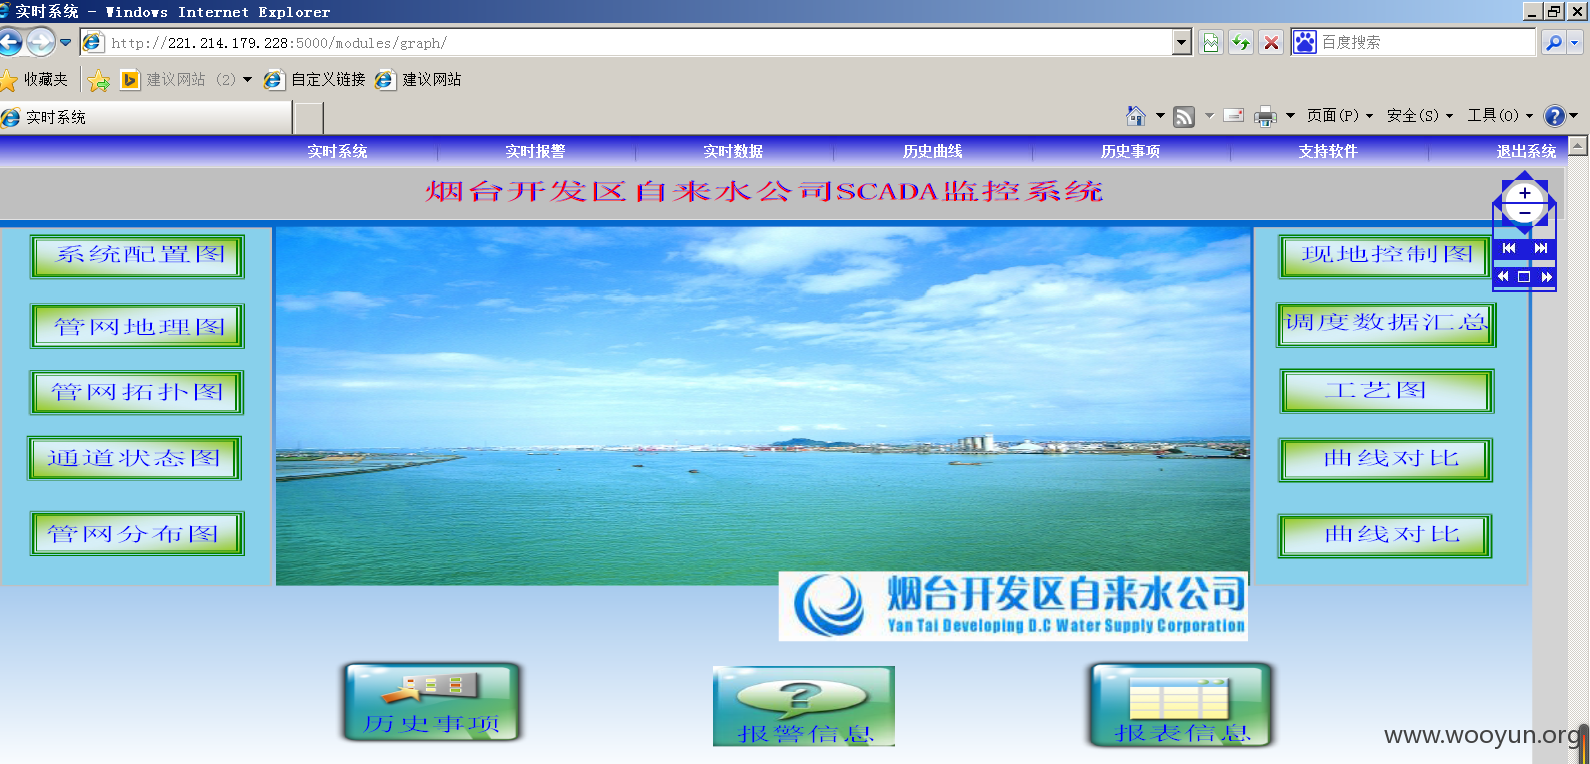 实时系统 - Windows Internet Explorer
http://221.214.179.228:5000/modules/graph/
百度搜索
收藏夹
建议网站 (2)
自定义链接
建议网站
实时系统
页面(P)
安全(S)
工具(O)
实时系统
实时报警
实时数据
历史曲线
历史事项
支持软件
退出系统
烟台开发区自来水公司SCADA监控系统
系统配置图
现地控制图
管网地理图
调度数据汇总
管网拓扑图
工艺图
通道状态图
曲线对比
管网分布图
曲线对比
烟台开发区自来水公司
Yan Tai Developing D.C Water Supply Corporation
历史事项
报警信息
报表信息
www.wooyun.org